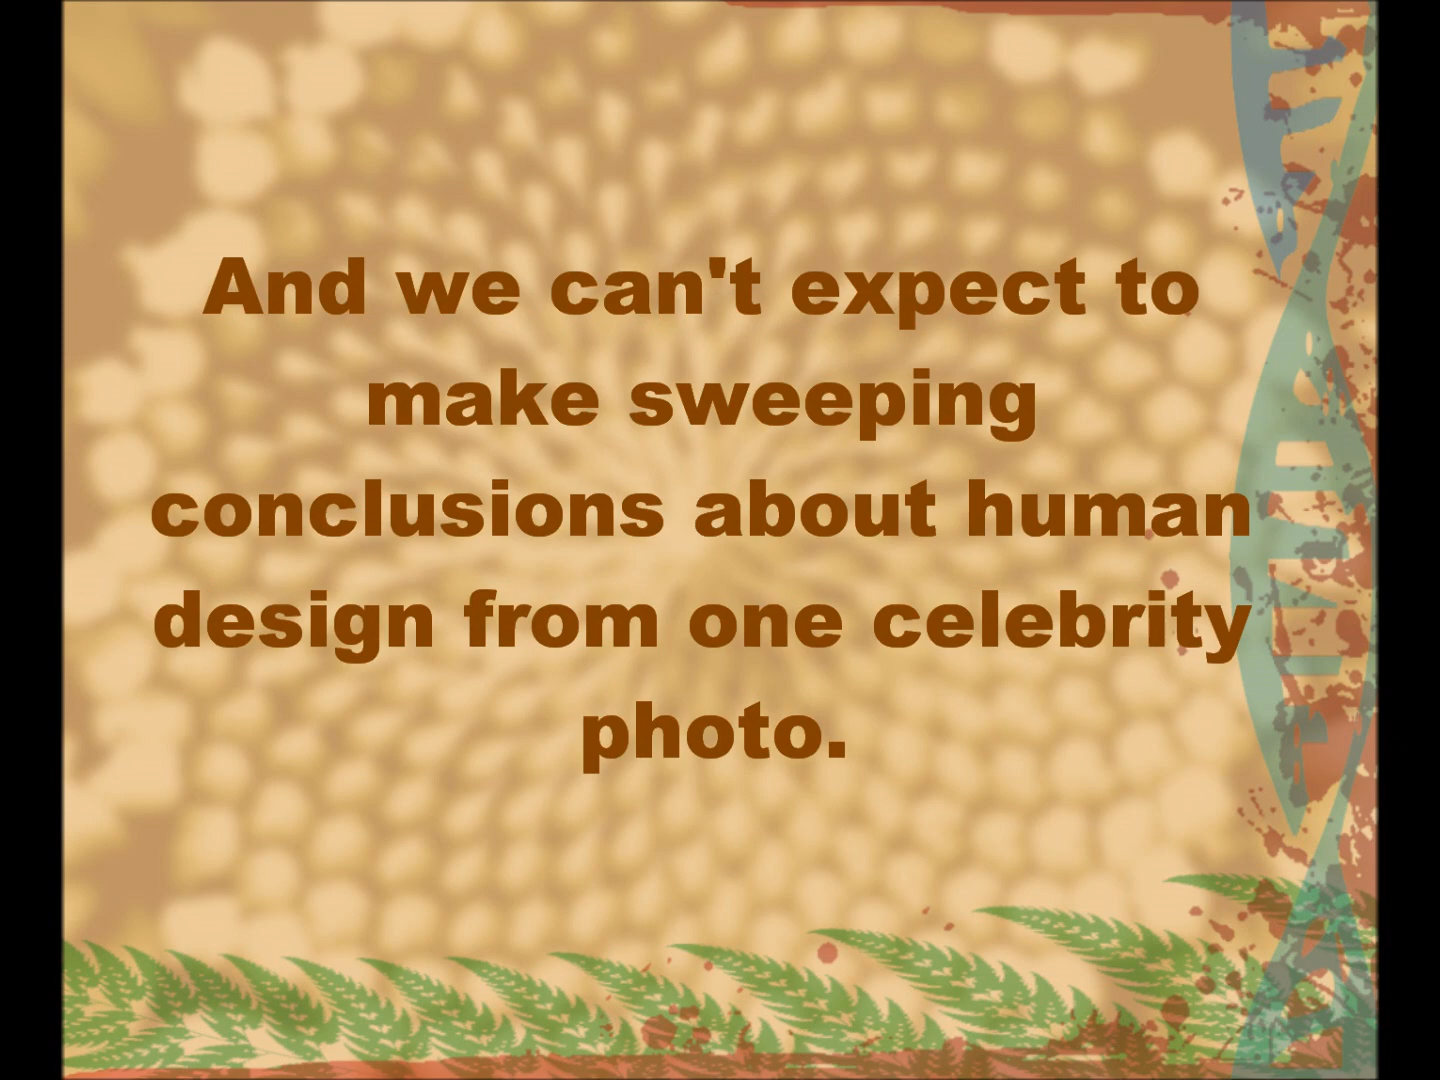 And we can't expect to
make sweeping
conclusions about human
design from one celebrity
photo.